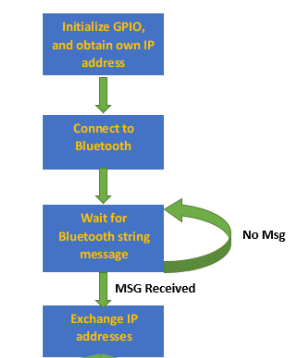 Initialize GPIO,
and obtain own IP
address
Connect to
Bluetooth
Wait for
Bluetooth string
message
No Msg
MSG Received
Exchange IP
addresses